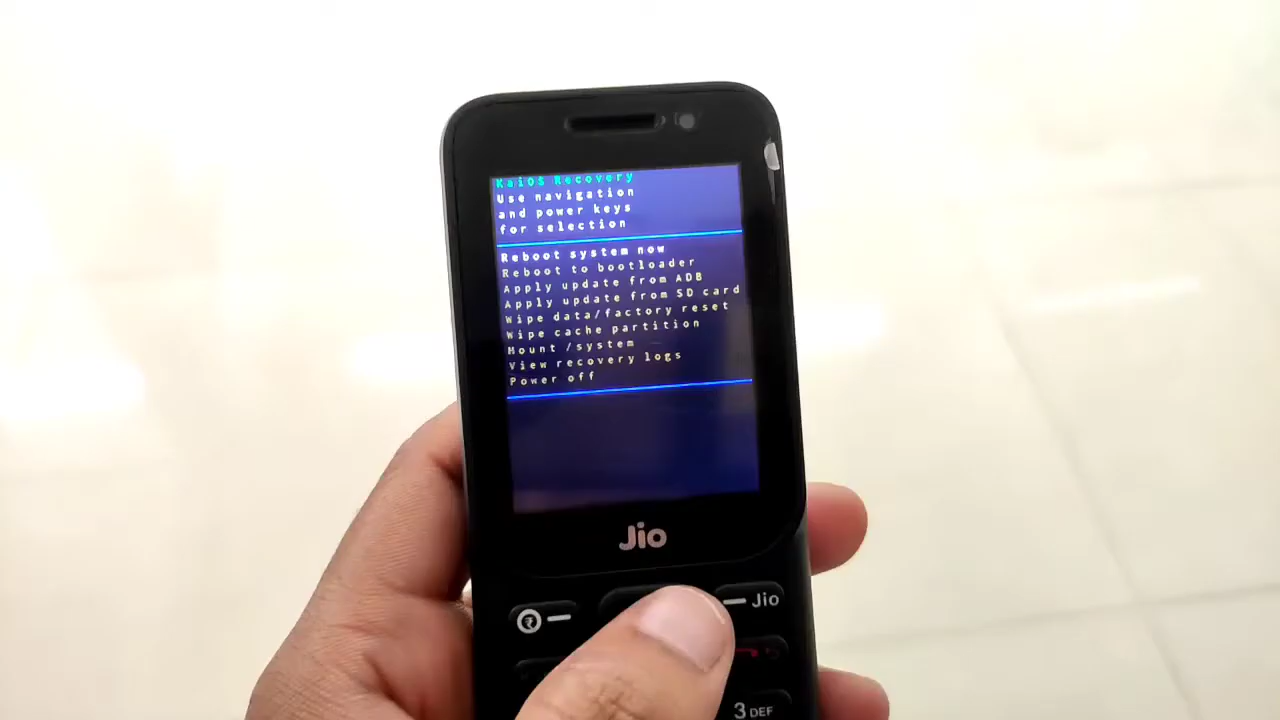 KaiOS Recovery
Use navigation
and power keys
for selection
Reboot system now
Reboot to bootloader
Apply update from ADB
Apply update from SD card
Wipe data/factory reset
Wipe cache partition
Mount /system
View recovery logs
Power off
Jio
₹
Jio
3 DEF